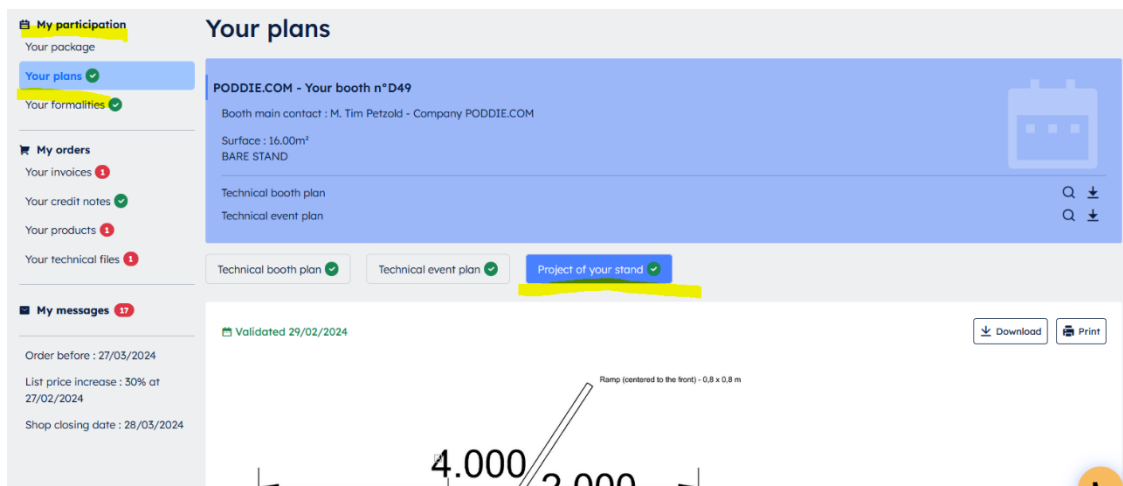 My participation
Your package
Your plans
Your formalities
My orders
Your invoices 1
Your credit notes
Your products 1
Your technical files 1
My messages 17
Order before : 27/03/2024
List price increase : 30% at
27/02/2024
Shop closing date : 28/03/2024
Your plans
PODDIE.COM - Your booth n°D49
Booth main contact : M. Tim Petzold - Company PODDIE.COM
Surface : 16.00m²
BARE STAND
Technical booth plan
Technical event plan
Technical booth plan Technical event plan Project of your stand
Validated 29/02/2024 Download Print
Ramp (centered to the front) - 0,8 x 0,8 m
4.000
2.000